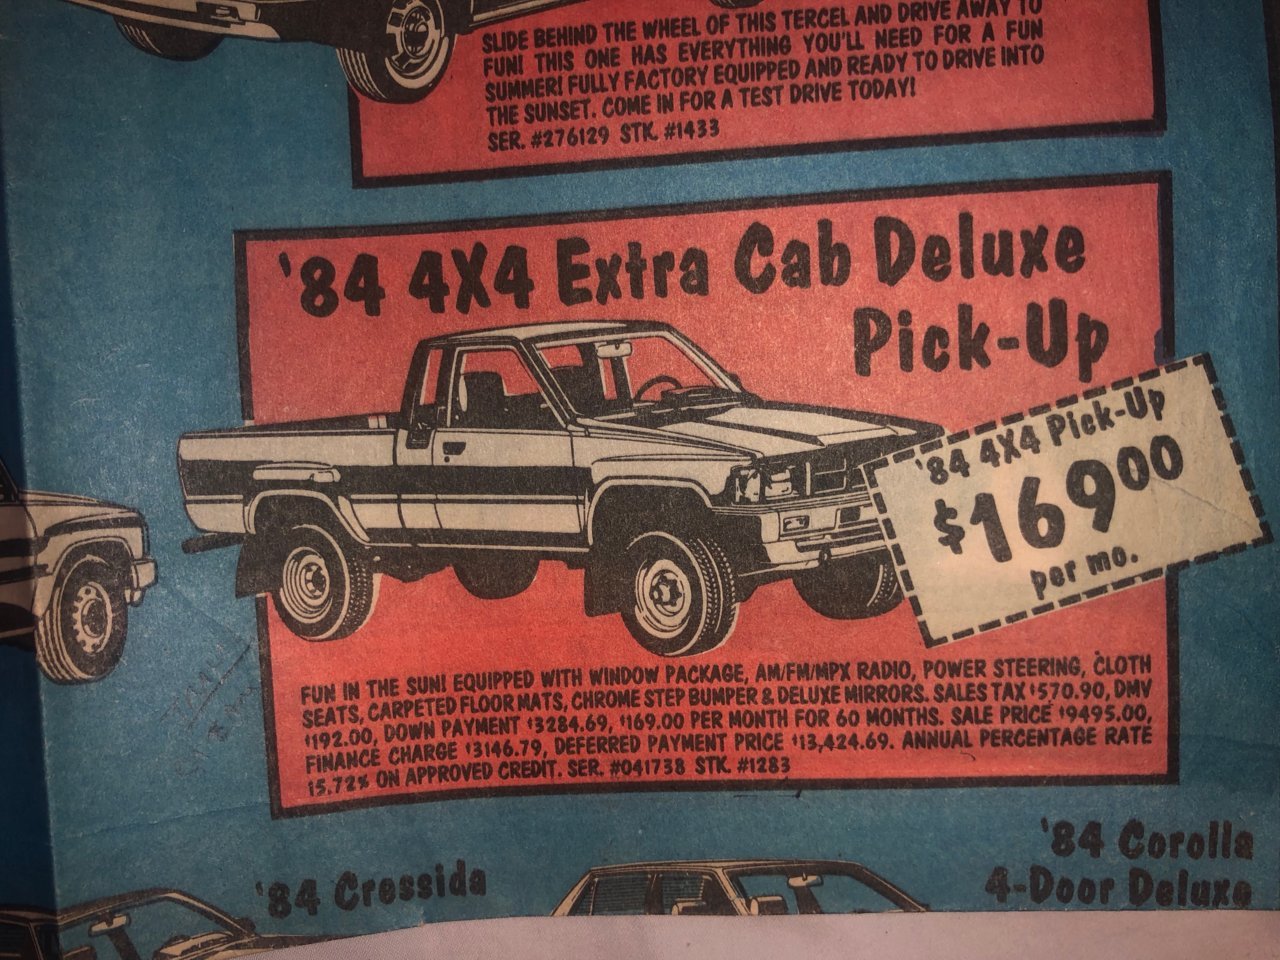 SLIDE BEHIND THE WHEEL OF THIS TERCEL AND DRIVE AWAY TO
FUN! THIS ONE HAS EVERYTHING YOU'LL NEED FOR A FUN
SUMMER! FULLY FACTORY EQUIPPED AND READY TO DRIVE INTO
THE SUNSET. COME IN FOR A TEST DRIVE TODAY!
SER. #276129 STK. #1433
'84 4X4 Extra Cab Deluxe
Pick-Up
'84 4X4 Pick-Up
$16900
per mo.
FUN IN THE SUN! EQUIPPED WITH WINDOW PACKAGE, AM/FM/MPX RADIO, POWER STEERING, CLOTH
SEATS, CARPETED FLOOR MATS, CHROME STEP BUMPER & DELUXE MIRRORS. SALES TAX $570.90, DMV
$192.00, DOWN PAYMENT $3284.69, $169.00 PER MONTH FOR 60 MONTHS. SALE PRICE $9495.00,
FINANCE CHARGE $3146.79, DEFERRED PAYMENT PRICE $13,424.69. ANNUAL PERCENTAGE RATE
15.72% ON APPROVED CREDIT. SER. #041738 STK. #1283
'84 Cressida
'84 Corolla
4-Door Deluxe